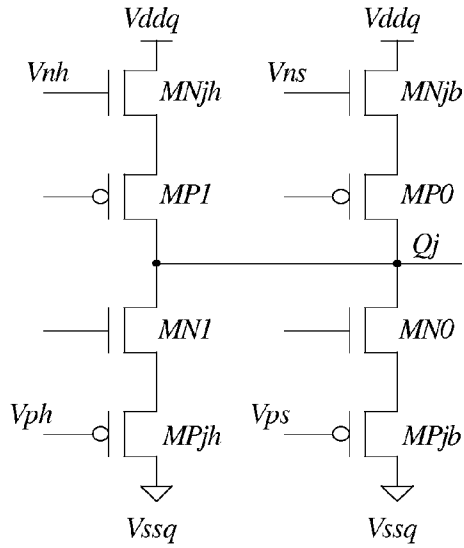 Vddq Vddq
Vnh MNjh Vns MNjb
MP1 MP0
Qj
MN1 MN0
Vph MPjh Vps MPjb
Vssq Vssq